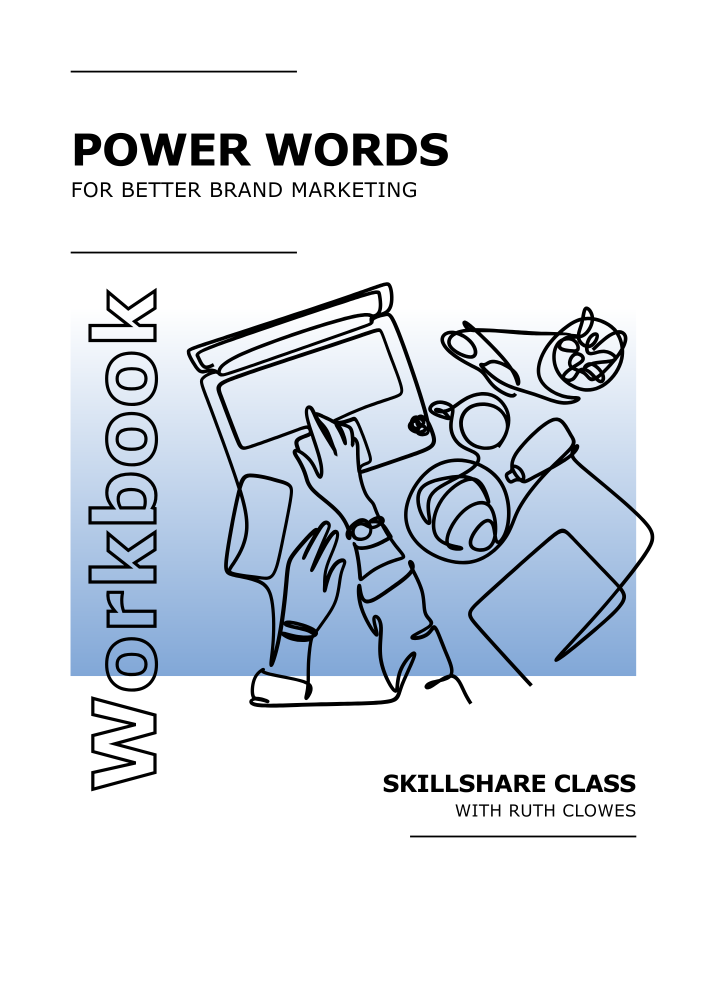 POWER WORDS
FOR BETTER BRAND MARKETING
Workbook
SKILLSHARE CLASS
WITH RUTH CLOWES